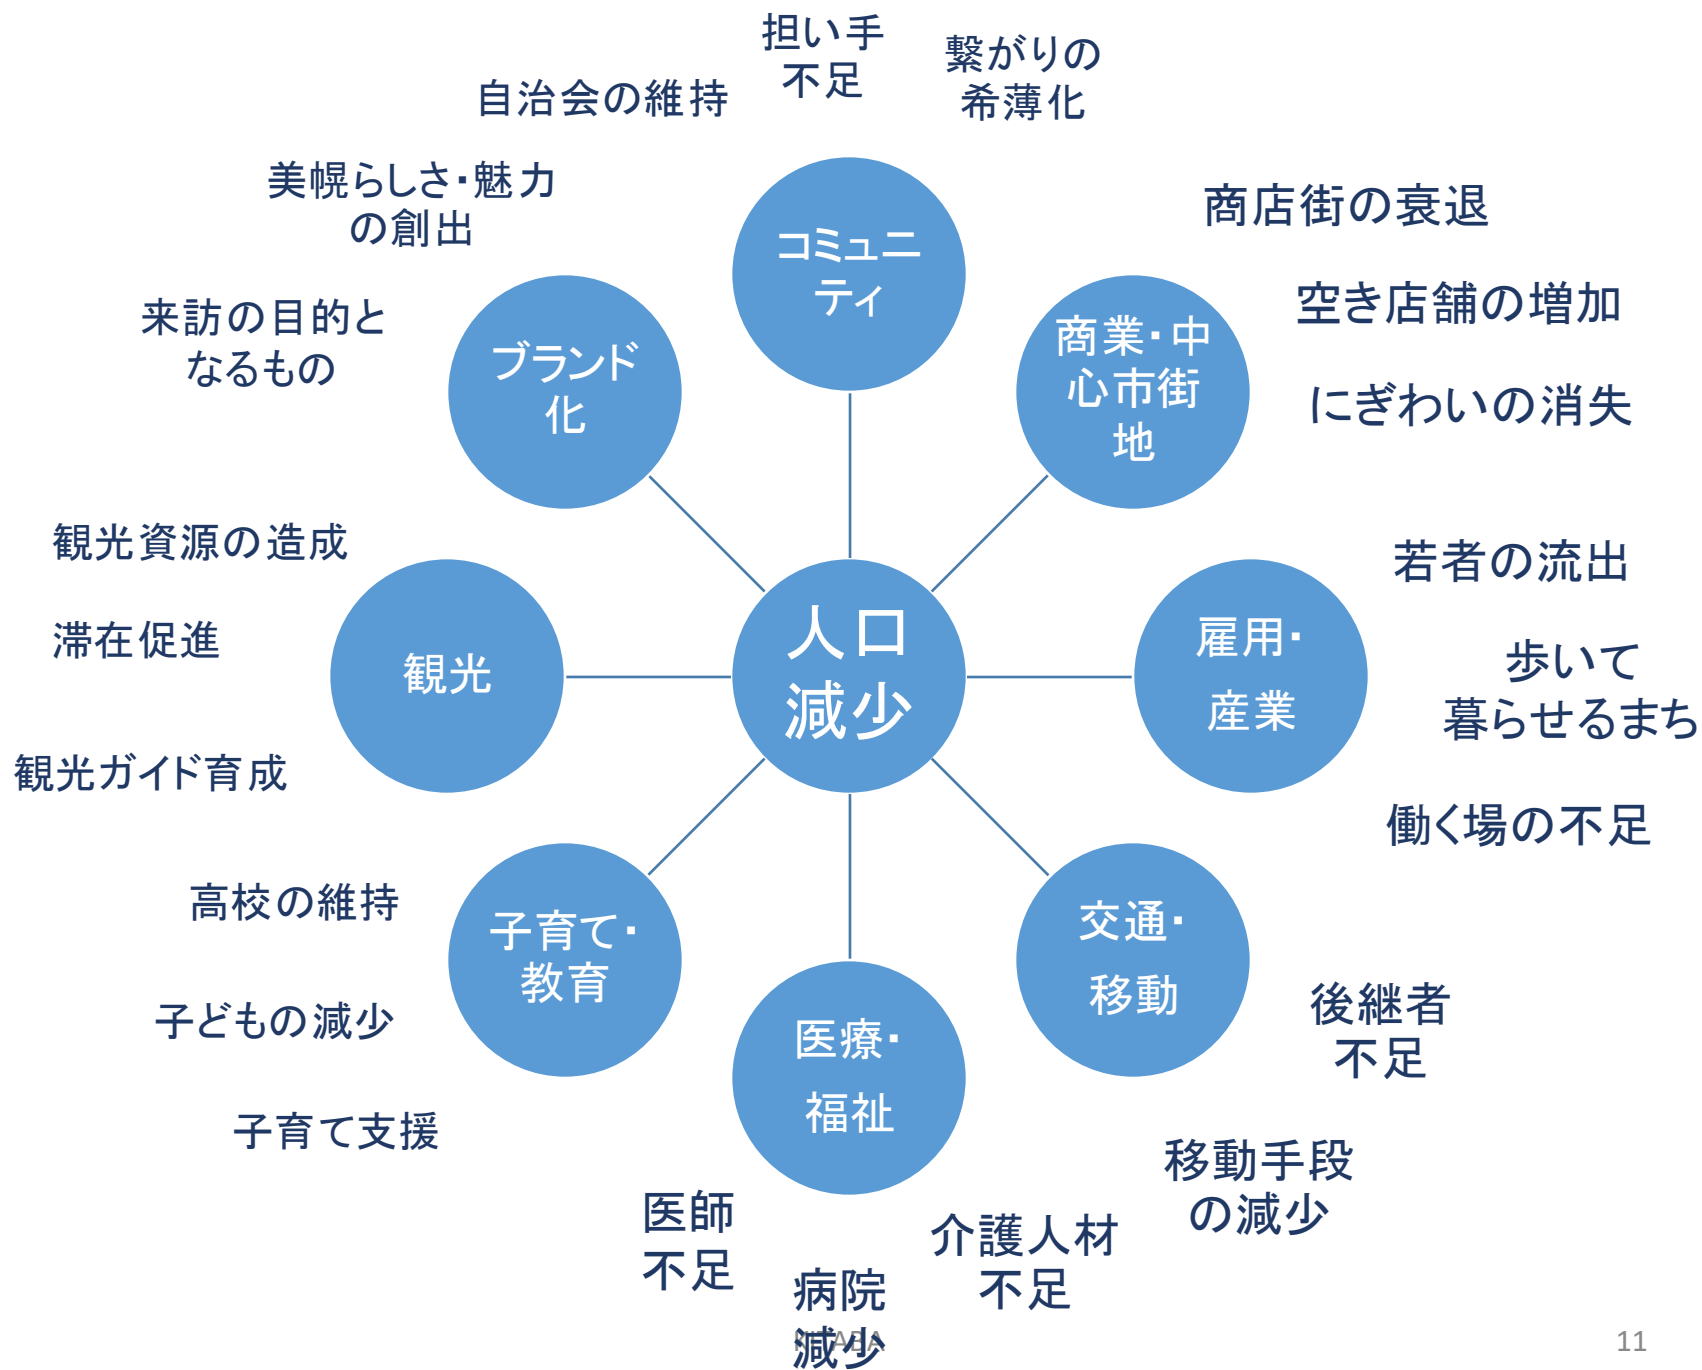 担い手
不足
繋がりの
希薄化
自治会の維持
美幌らしさ・魅力
の創出
来訪の目的と
なるもの
コミュニ
ティ
商店街の衰退
空き店舗の増加
にぎわいの消失
ブランド
化
商業・中
心市街
地
観光資源の造成
滞在促進
観光ガイド育成
観光
人口
減少
雇用・
産業
若者の流出
歩いて
暮らせるまち
働く場の不足
高校の維持
子どもの減少
子育て支援
子育て・
教育
医療・
福祉
交通・
移動
後継者
不足
移動手段
の減少
医師
不足
病院
減少
介護人材
不足
KITABA
11